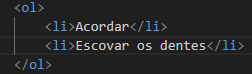 <ol>
<li>Acordar</li>
<li>Escovar os dentes</li>
</ol>